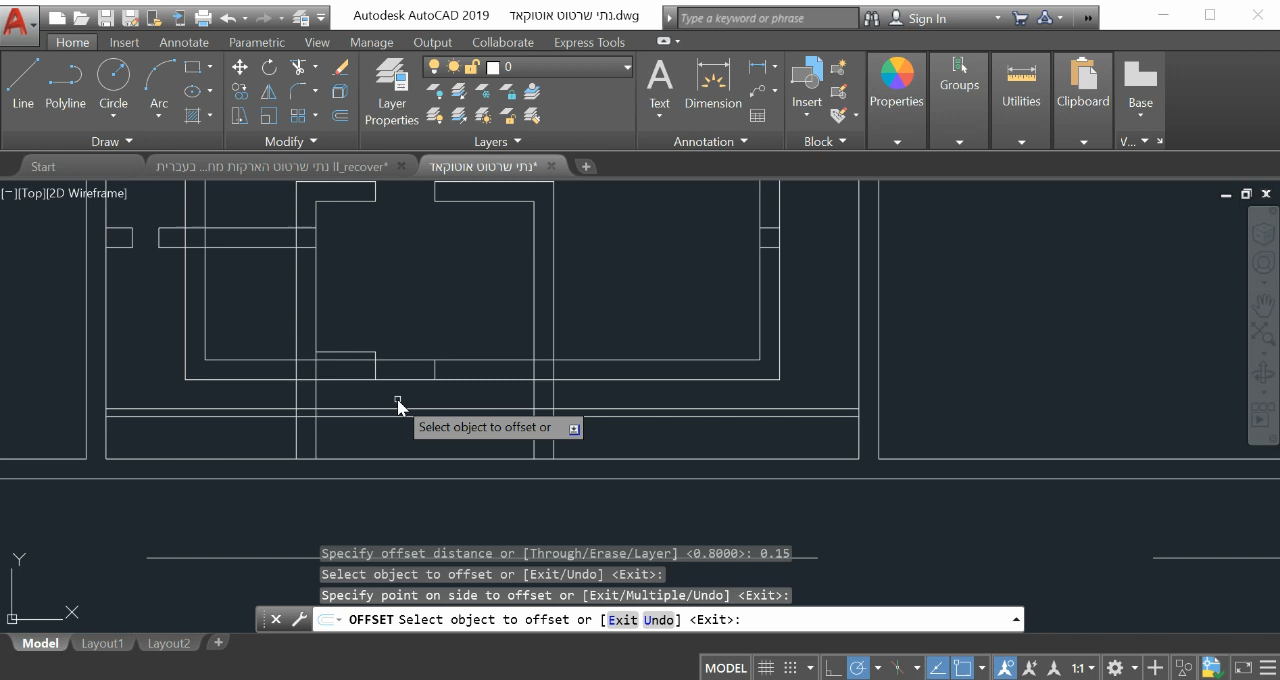 Autodesk AutoCAD 2019 נתי שרטוט אוטוקאד.dwg
Type a keyword or phrase
Sign In
Home Insert Annotate Parametric View Manage Output Collaborate Express Tools
Line Polyline Circle Arc
Layer Properties
0
Text Dimension
Insert
Properties
Groups
Utilities
Clipboard
Base
Draw Modify Layers Annotation Block V...
Start
נתי שרטוט הארקות מח... בעברית II_recover*
נתי שרטוט אוטוקאד*
[−][Top][2D Wireframe]
Select object to offset or
Y
X
Specify offset distance or [Through/Erase/Layer] <0.8000>: 0.15
Select object to offset or [Exit/Undo] <Exit>:
Specify point on side to offset or [Exit/Multiple/Undo] <Exit>:
OFFSET Select object to offset or [Exit Undo] <Exit>:
Model Layout1 Layout2
MODEL 1:1